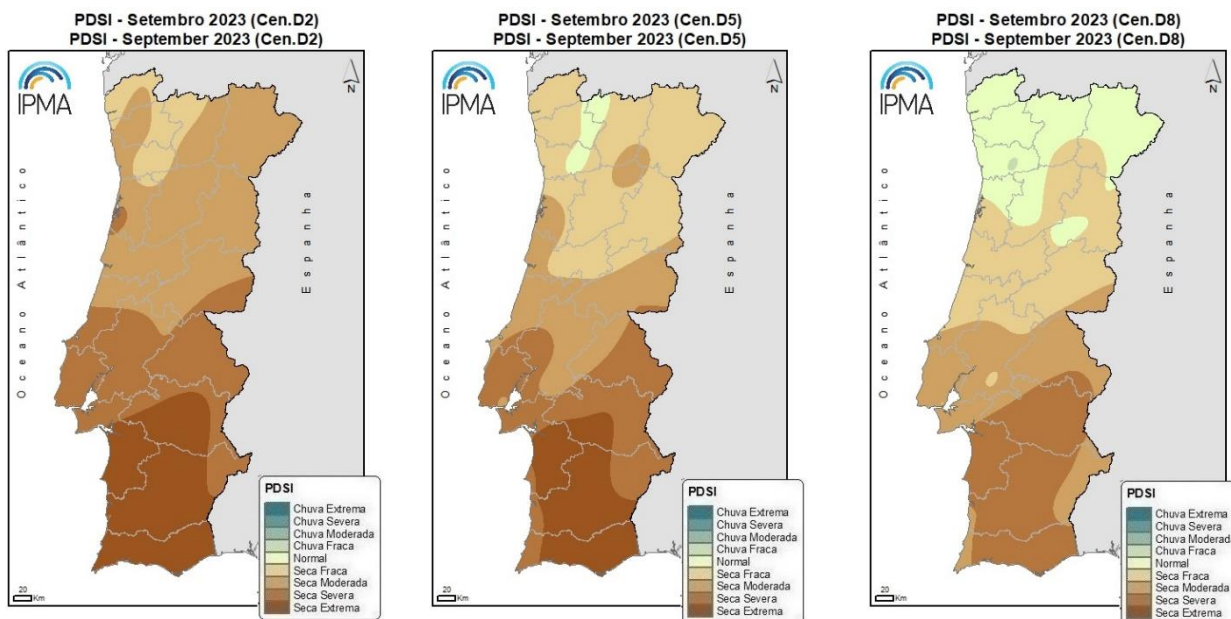 PDSI - Setembro 2023 (Cen.D2)
PDSI - September 2023 (Cen.D2)
IPMA
N
Oceano Atlântico
Espanha
PDSI
Chuva Extrema
Chuva Severa
Chuva Moderada
Chuva Fraca
Normal
Seca Fraca
Seca Moderada
Seca Severa
Seca Extrema
20
Km
PDSI - Setembro 2023 (Cen.D5)
PDSI - September 2023 (Cen.D5)
IPMA
N
Oceano Atlântico
Espanha
PDSI
Chuva Extrema
Chuva Severa
Chuva Moderada
Chuva Fraca
Normal
Seca Fraca
Seca Moderada
Seca Severa
Seca Extrema
20
Km
PDSI - Setembro 2023 (Cen.D8)
PDSI - September 2023 (Cen.D8)
IPMA
N
Oceano Atlântico
Espanha
PDSI
Chuva Extrema
Chuva Severa
Chuva Moderad
Chuva Fraca
Normal
Seca Fraca
Seca Moderada
Seca Severa
Seca Extrema
20
Km